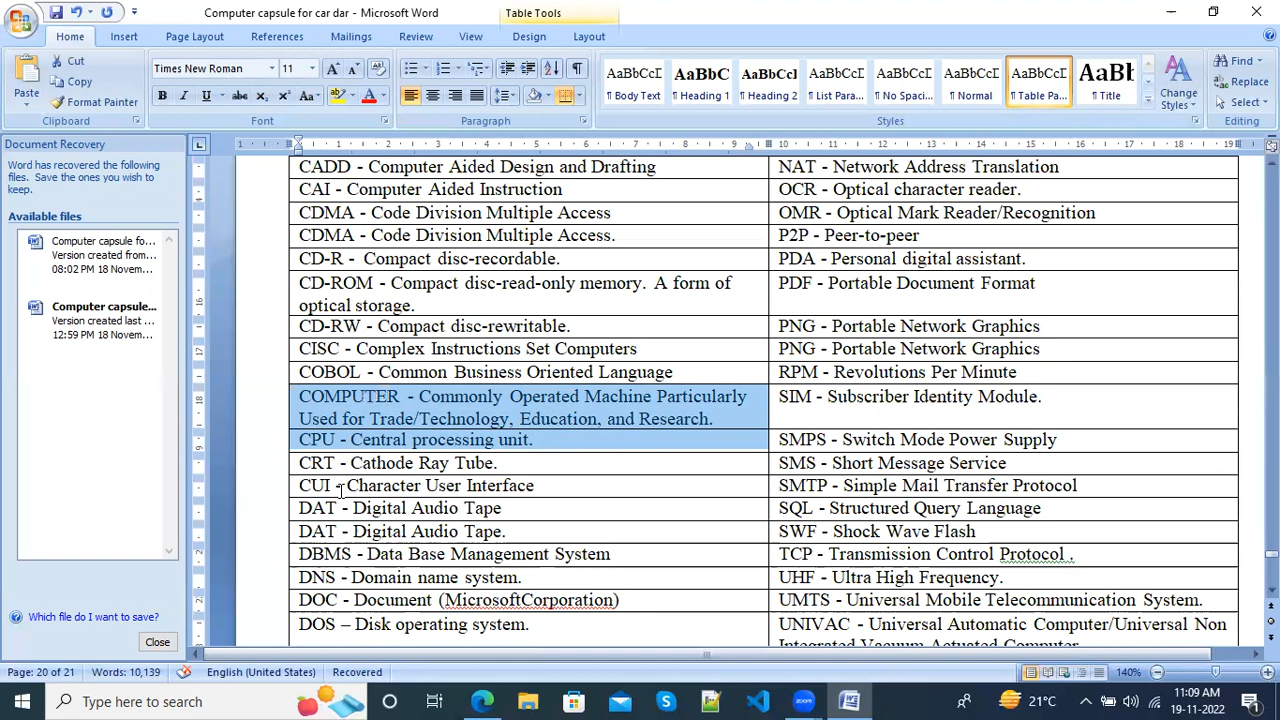 Computer capsule for car dar - Microsoft Word
Table Tools
Home
Insert
Page Layout
References
Mailings
Review
View
Design
Layout
Paste
Cut
Copy
Format Painter
Clipboard
Times New Roman
11
Font
Paragraph
AaBbCcI
¶ Body Text
AaBbC
¶ Heading 1
AaBbCcl
¶ Heading 2
AaBbCcI
¶ List Para...
AaBbCcI
¶ No Spaci...
AaBbCcI
¶ Normal
AaBbCcI
¶ Table Pa...
AaBbl
¶ Title
Change
Styles
Styles
Find
Replace
Select
Editing
Document Recovery
Word has recovered the following
files. Save the ones you wish to
keep.
Available files
Computer capsule fo...
Version created from...
08:02 PM 18 Novem...
Computer capsule...
Version created last ...
12:59 PM 18 Novem...
Which file do I want to save?
Close
CADD - Computer Aided Design and Drafting
CAI - Computer Aided Instruction
CDMA - Code Division Multiple Access
CDMA - Code Division Multiple Access.
CD-R - Compact disc-recordable.
CD-ROM - Compact disc-read-only memory. A form of
optical storage.
CD-RW - Compact disc-rewritable.
CISC - Complex Instructions Set Computers
COBOL - Common Business Oriented Language
COMPUTER - Commonly Operated Machine Particularly
Used for Trade/Technology, Education, and Research.
CPU - Central processing unit.
CRT - Cathode Ray Tube.
CUI - Character User Interface
DAT - Digital Audio Tape
DAT - Digital Audio Tape.
DBMS - Data Base Management System
DNS - Domain name system.
DOC - Document (MicrosoftCorporation)
DOS – Disk operating system.
NAT - Network Address Translation
OCR - Optical character reader.
OMR - Optical Mark Reader/Recognition
P2P - Peer-to-peer
PDA - Personal digital assistant.
PDF - Portable Document Format
PNG - Portable Network Graphics
PNG - Portable Network Graphics
RPM - Revolutions Per Minute
SIM - Subscriber Identity Module.
SMPS - Switch Mode Power Supply
SMS - Short Message Service
SMTP - Simple Mail Transfer Protocol
SQL - Structured Query Language
SWF - Shock Wave Flash
TCP - Transmission Control Protocol .
UHF - Ultra High Frequency.
UMTS - Universal Mobile Telecommunication System.
UNIVAC - Universal Automatic Computer/Universal Non
Integrated Vacuum Actuated Computer
Page: 20 of 21
Words: 10,139
English (United States)
Recovered
140%
Type here to search
21°C
11:09 AM
19-11-2022